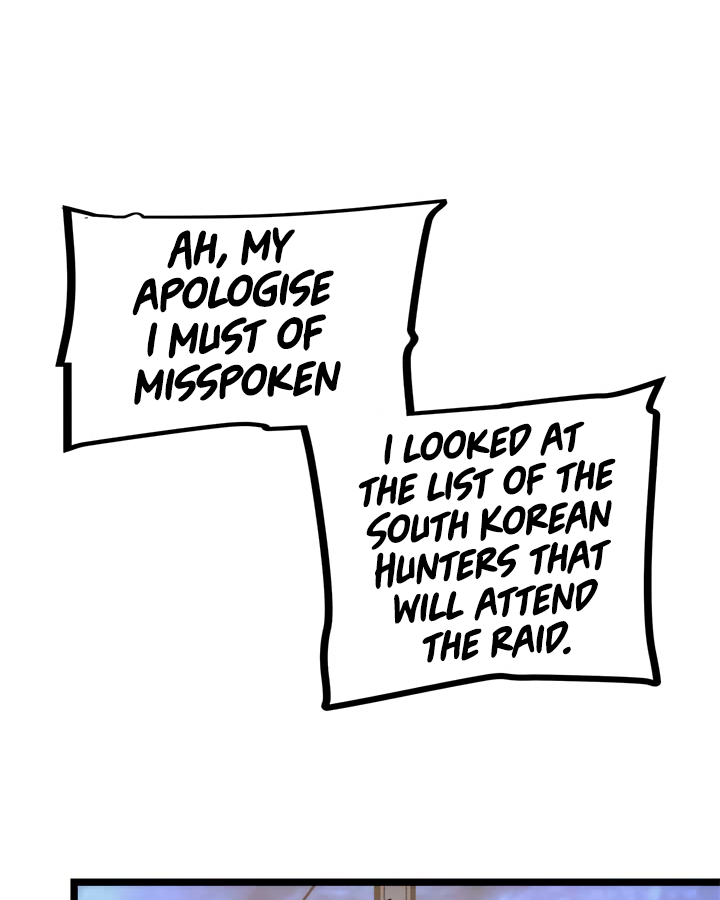 AH, MY
APOLOGISE
I MUST OF
MISSPOKEN
I LOOKED AT
THE LIST OF THE
SOUTH KOREAN
HUNTERS THAT
WILL ATTEND
THE RAID.